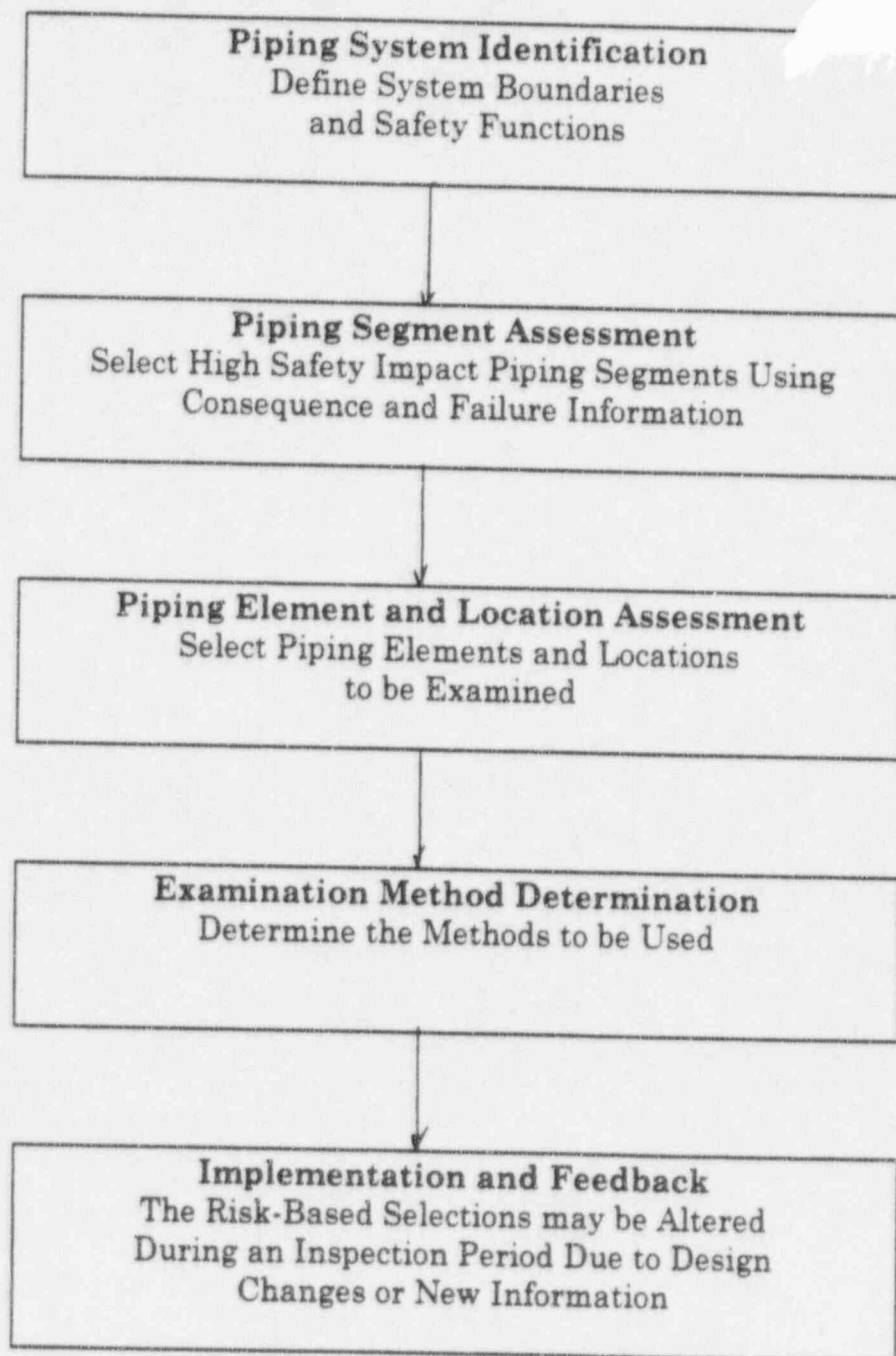 Piping System Identification
Define System Boundaries
and Safety Functions
Piping Segment Assessment
Select High Safety Impact Piping Segments Using
Consequence and Failure Information
Piping Element and Location Assessment
Select Piping Elements and Locations
to be Examined
Examination Method Determination
Determine the Methods to be Used
Implementation and Feedback
The Risk-Based Selections may be Altered
During an Inspection Period Due to Design
Changes or New Information